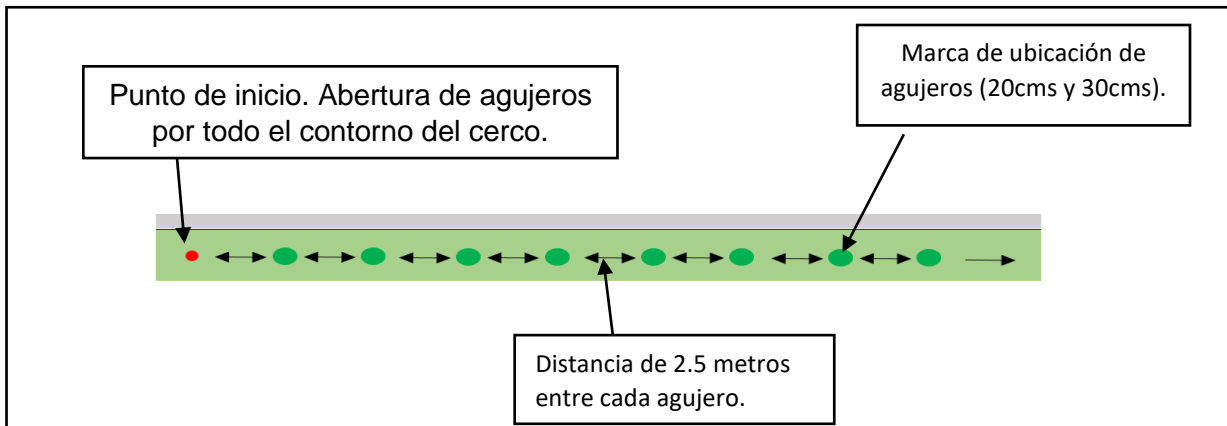 Punto de inicio. Abertura de agujeros
por todo el contorno del cerco.
Marca de ubicación de
agujeros (20cms y 30cms).
Distancia de 2.5 metros
entre cada agujero.